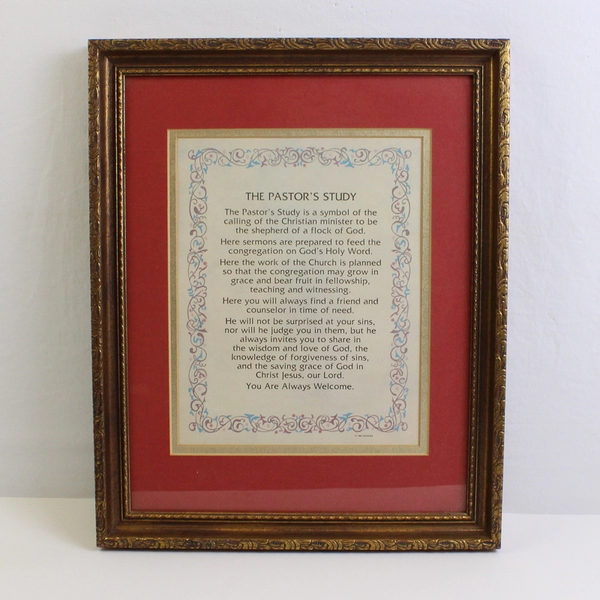 THE PASTOR'S STUDY
The Pastor's Study is a symbol of the
calling of the Christian minister to be
the shepherd of a flock of God.
Here sermons are prepared to feed the
congregation on God's Holy Word.
Here the work of the Church is planned
so that the congregation may grow in
grace and bear fruit in fellowship,
teaching and witnessing.
Here you will always find a friend and
counselor in time of need.
He will not be surprised at your sins,
nor will he judge you in them, but he
always invites you to share in
the wisdom and love of God, the
knowledge of forgiveness of sins,
and the saving grace of God in
Christ Jesus, our Lord.
You Are Always Welcome.